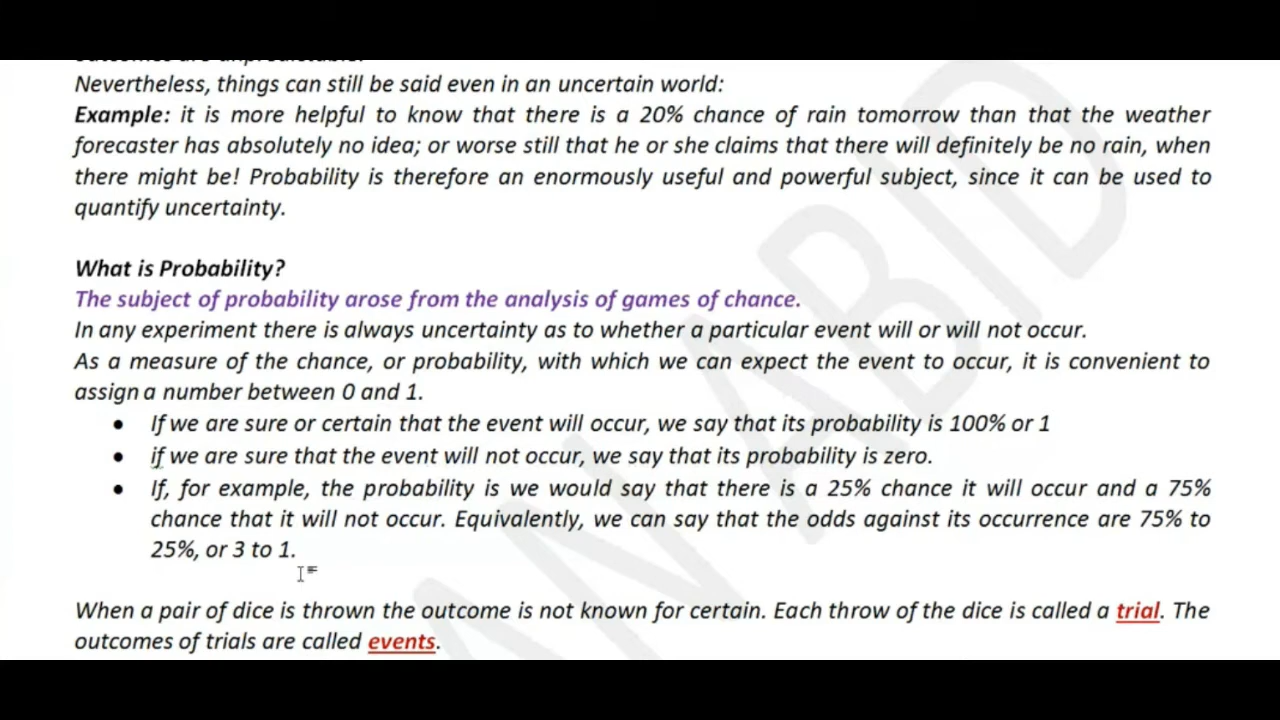 outcomes are unpredictable.
Nevertheless, things can still be said even in an uncertain world:
Example: it is more helpful to know that there is a 20% chance of rain tomorrow than that the weather
forecaster has absolutely no idea; or worse still that he or she claims that there will definitely be no rain, when
there might be! Probability is therefore an enormously useful and powerful subject, since it can be used to
quantify uncertainty.
What is Probability?
The subject of probability arose from the analysis of games of chance.
In any experiment there is always uncertainty as to whether a particular event will or will not occur.
As a measure of the chance, or probability, with which we can expect the event to occur, it is convenient to
assign a number between 0 and 1.
• If we are sure or certain that the event will occur, we say that its probability is 100% or 1
• if we are sure that the event will not occur, we say that its probability is zero.
• If, for example, the probability is we would say that there is a 25% chance it will occur and a 75%
chance that it will not occur. Equivalently, we can say that the odds against its occurrence are 75% to
25%, or 3 to 1.
When a pair of dice is thrown the outcome is not known for certain. Each throw of the dice is called a trial. The
outcomes of trials are called events.
AN ABID